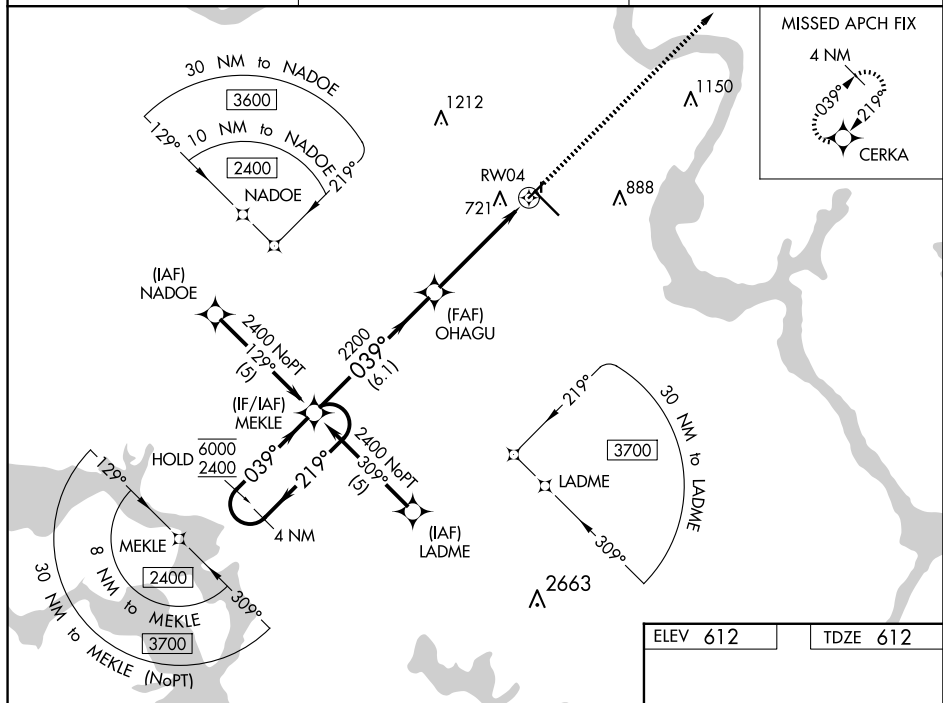 MISSED APCH FIX
4 NM
039°
219°
CERKA
30 NM to NADOE
3600
129°
10 NM to NADOE
2400
219°
NADOE
1212
1150
RW04
721
888
(IAF)
NADOE
2400 NoPT
129°
(5)
(FAF)
OHAGU
2200
039°
(6.1)
(IF/IAF)
MEKLE
HOLD
6000
2400
039°
219°
4 NM
2400 NoPT
309°
(5)
(IAF)
LADME
219°
30 NM to LADME
3700
LADME
309°
129°
MEKLE
2400
8 NM to MEKLE
309°
3700
30 NM to MEKLE (NoPT)
2663
ELEV 612
TDZE 612